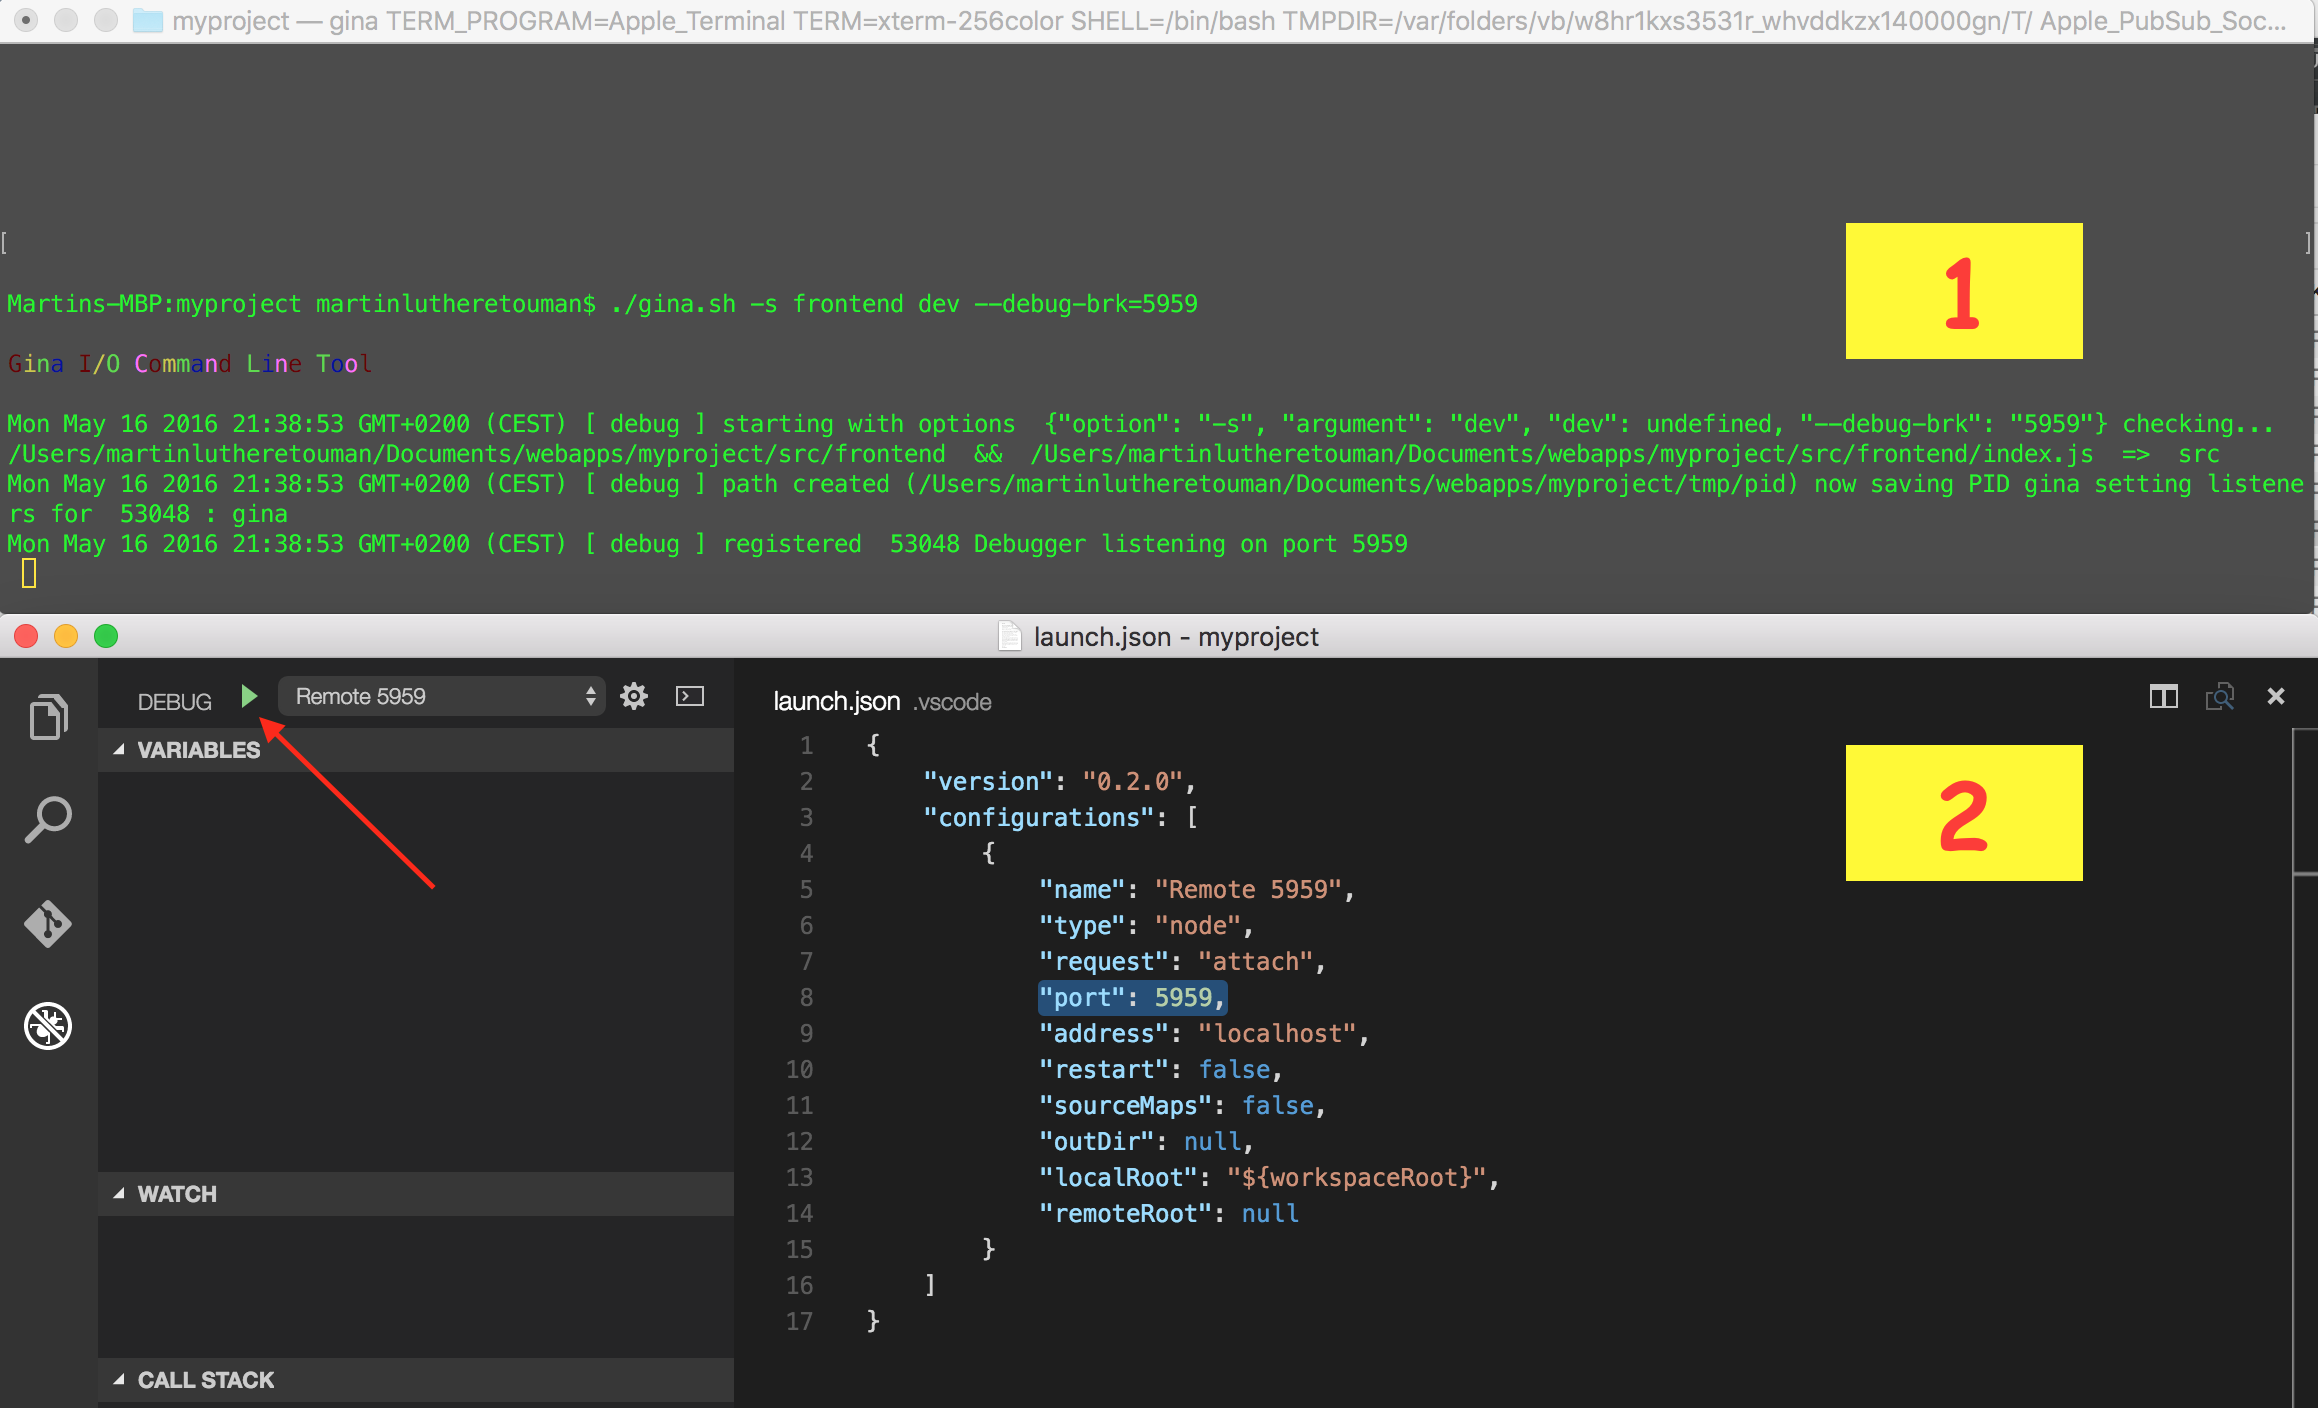 myproject — gina TERM_PROGRAM=Apple_Terminal TERM=xterm-256color SHELL=/bin/bash TMPDIR=/var/folders/vb/w8hr1kxs3531r_whvddkzx140000gn/T/ Apple_PubSub_Soc...
[ ]
1
Martins-MBP:myproject martinlutheretouman$ ./gina.sh -s frontend dev --debug-brk=5959
Gina I/O Command Line Tool
Mon May 16 2016 21:38:53 GMT+0200 (CEST) [ debug ] starting with options  {"option": "-s", "argument": "dev", "dev": undefined, "--debug-brk": "5959"} checking...
/Users/martinlutheretouman/Documents/webapps/myproject/src/frontend  &&  /Users/martinlutheretouman/Documents/webapps/myproject/src/frontend/index.js  =>  src
Mon May 16 2016 21:38:53 GMT+0200 (CEST) [ debug ] path created (/Users/martinlutheretouman/Documents/webapps/myproject/tmp/pid) now saving PID gina setting listene
rs for  53048 : gina
Mon May 16 2016 21:38:53 GMT+0200 (CEST) [ debug ] registered  53048 Debugger listening on port 5959
launch.json - myproject
DEBUG Remote 5959
VARIABLES
WATCH
CALL STACK
launch.json .vscode
2
1 {
2 "version": "0.2.0",
3 "configurations": [
4 {
5 "name": "Remote 5959",
6 "type": "node",
7 "request": "attach",
8 "port": 5959,
9 "address": "localhost",
10 "restart": false,
11 "sourceMaps": false,
12 "outDir": null,
13 "localRoot": "${workspaceRoot}",
14 "remoteRoot": null
15 }
16 ]
17 }